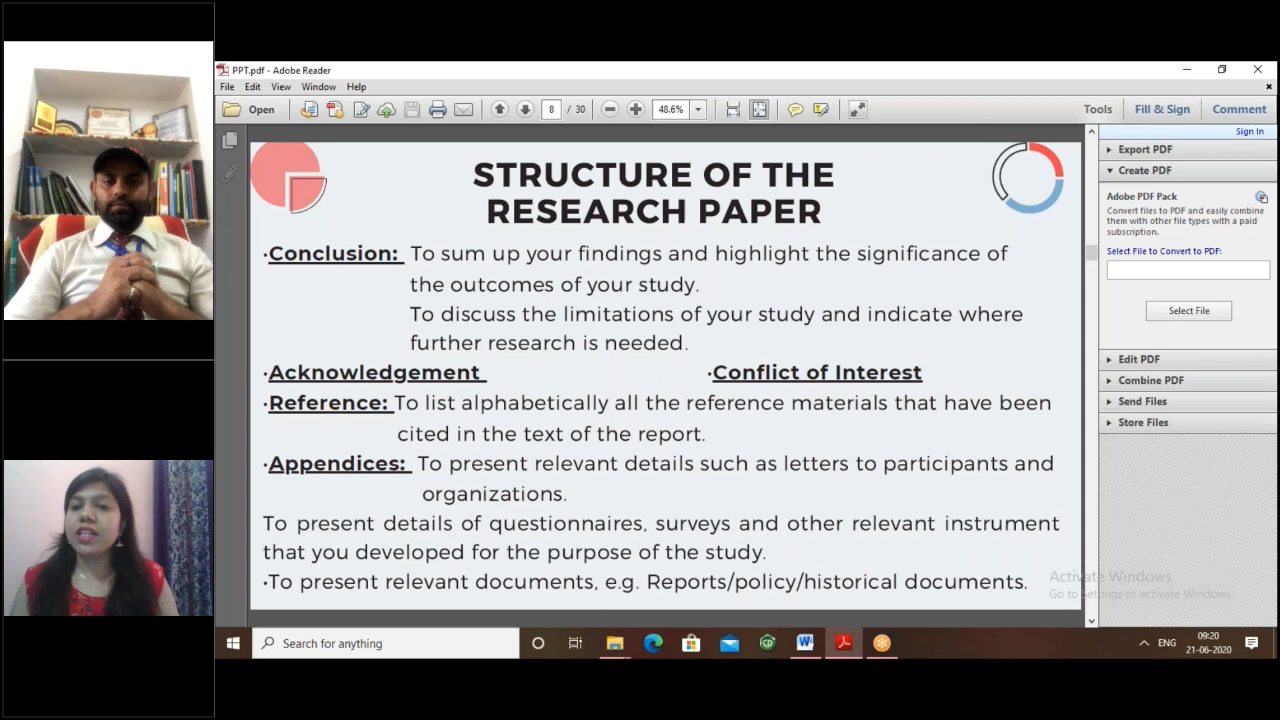 PPT.pdf - Adobe Reader
File Edit View Window Help
Open 8 / 30 48.6% Tools Fill & Sign Comment
Sign In
Export PDF
Create PDF
Adobe PDF Pack
Convert files to PDF and easily combine
them with other file types with a paid
subscription.
Select File to Convert to PDF:
Select File
Edit PDF
Combine PDF
Send Files
Store Files
STRUCTURE OF THE
RESEARCH PAPER
·Conclusion: To sum up your findings and highlight the significance of
the outcomes of your study.
To discuss the limitations of your study and indicate where
further research is needed.
·Acknowledgement ·Conflict of Interest
·Reference: To list alphabetically all the reference materials that have been
cited in the text of the report.
·Appendices: To present relevant details such as letters to participants and
organizations.
To present details of questionnaires, surveys and other relevant instrument
that you developed for the purpose of the study.
·To present relevant documents, e.g. Reports/policy/historical documents.
Activate Windows
Go to Settings to activate Windows.
Search for anything
ENG
09:20
21-06-2020